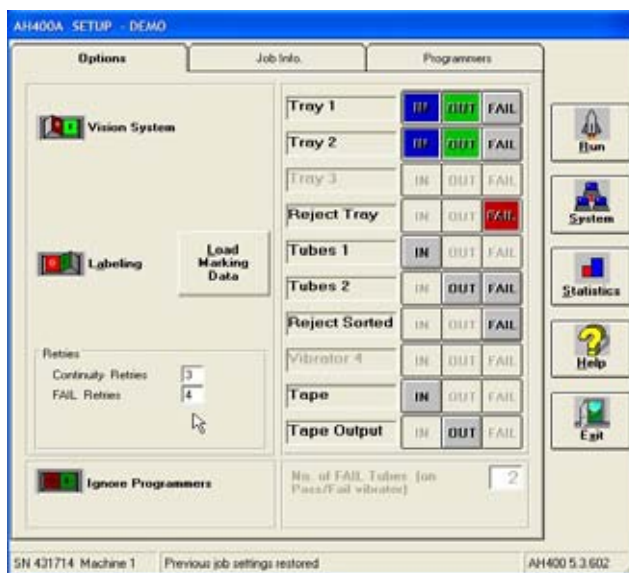 AH400A SETUP - DEMO
Options
Job Info.
Programmers
Vision System
Labeling
Load Marking Data
Retries
Continuity Retries 3
FAIL Retries 4
Ignore Programmers
Tray 1 IN OUT FAIL
Tray 2 IN OUT FAIL
Tray 3 IN OUT FAIL
Reject Tray IN OUT FAIL
Tubes 1 IN OUT FAIL
Tubes 2 IN OUT FAIL
Reject Sorted IN OUT FAIL
Vibrator 4 IN OUT FAIL
Tape IN OUT FAIL
Tape Output IN OUT FAIL
No. of FAIL Tubes (on
Pass/Fail vibrator) 2
Run
System
Statistics
Help
Exit
SN 431714 Machine 1
Previous job settings restored
AH400 5.3.602